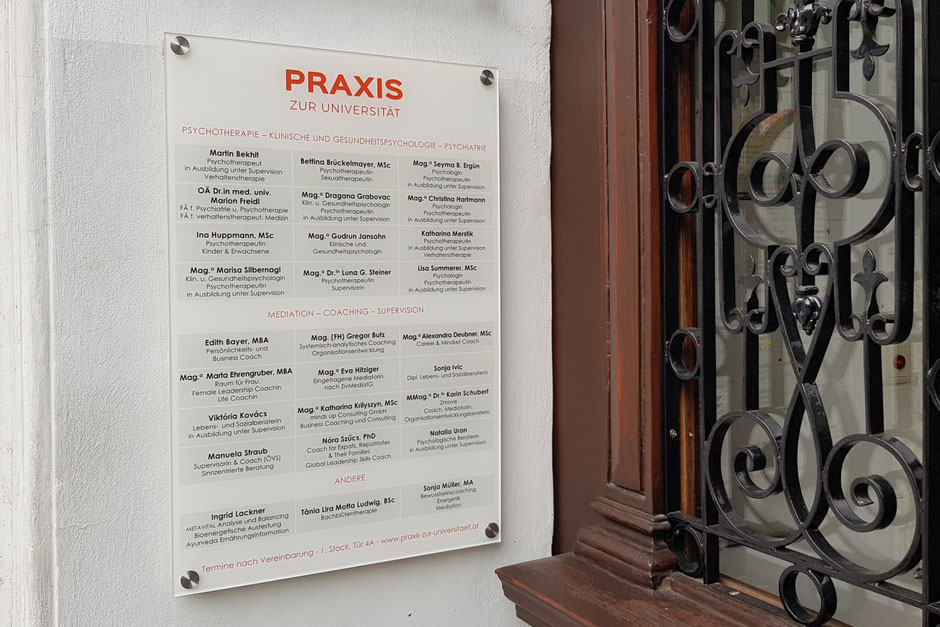 PRAXIS
ZUR UNIVERSITÄT
PSYCHOTHERAPIE – KLINISCHE UND GESUNDHEITSPSYCHOLOGIE – PSYCHIATRIE
Martin Bekhit
Psychotherapeut
in Ausbildung unter Supervision
Verhaltenstherapie
Bettina Brückelmayer, MSc
Psychotherapeutin
Sexualtherapeutin
Mag.ª Seyma B. Ergün
Psychologin
Psychotherapeutin
in Ausbildung unter Supervision
OÄ Dr.in med. univ.
Marion Freidl
FÄ f. Psychiatrie u. Psychotherapie
FÄ f. verhaltenstherapeut. Medizin
Mag.ª Dragana Grabovac
Klin. u. Gesundheitspsychologin
Psychotherapeutin
in Ausbildung unter Supervision
Mag.ª Christina Hartmann
Psychologin
Psychotherapeutin
in Ausbildung unter Supervision
Ina Huppmann, MSc
Psychotherapeutin
Kinder & Erwachsene
Mag.ª Gudrun Jansohn
Klinische und
Gesundheitspsychologin
Katharina Merstik
Psychotherapeutin
in Ausbildung unter Supervision
Verhaltenstherapie
Mag.ª Marisa Silbernagl
Klin. u. Gesundheitspsychologin
Psychotherapeutin
in Ausbildung unter Supervision
Mag.ª Dr.in Luna G. Steiner
Psychotherapeutin
Supervisorin
Lisa Summerer, MSc
Psychologin
Psychotherapeutin
in Ausbildung unter Supervision
MEDIATION – COACHING – SUPERVISION
Edith Bayer, MBA
Persönlichkeits- und
Business Coach
Mag. (FH) Gregor Butz
Systemisch-analytisches Coaching
Organisationsentwicklung
Mag.ª Alexandra Deubner, MSc
Career & Mindset Coach
Mag.ª Marta Ehrengruber, MBA
Raum für Frau.
Female Leadership Coachin
Life Coachin
Mag.ª Eva Hitziger
Eingetragene Mediatorin
nach ZivMediatG
Sonja Ivic
Dipl. Lebens- und Sozialberaterin
Viktória Kovács
Lebens- und Sozialberaterin
in Ausbildung unter Supervision
Mag.ª Katharina Krilyszyn, MSc
minds up Consulting GmbH
Business Coaching und Consulting
MMag.ª Dr.in Karin Schubert
2move
Coach, Mediatorin,
Organisationsentwicklungsberaterin
Manuela Straub
Supervisorin & Coach (ÖVS)
Sinnzentrierte Beratung
Nóra Szűcs, PhD
Coach for Expats, Repatriates
& Their Families
Global Leadership Skills Coach
Natalia Uran
Psychologische Beraterin
in Ausbildung unter Supervision
ANDERE
Ingrid Lackner
METAVITAL Analyse und Balancing
Bioenergetische Austestung
Ayurveda Ernährungsinformation
Tânia Lira Motta Ludwig, BSc
Bachblütentherapie
Sonja Müller, MA
Bewusstseinscoaching
Energetik
Mediation
Termine nach Vereinbarung - 1. Stock, Tür 4A - www.praxis-zur-universitaet.at